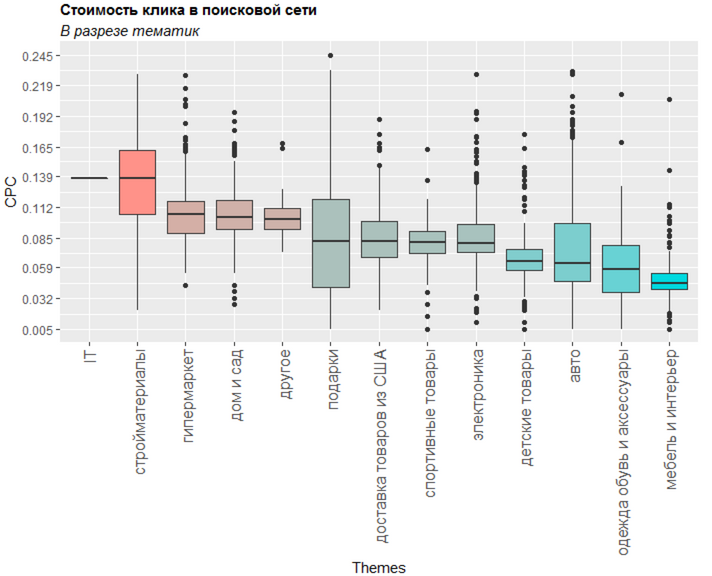 Стоимость клика в поисковой сети
В разрезе тематик
CPC
0.245
0.219
0.192
0.165
0.139
0.112
0.085
0.059
0.032
0.005
IT
стройматериалы
гипермаркет
дом и сад
другое
подарки
доставка товаров из США
спортивные товары
электроника
детские товары
авто
одежда обувь и аксессуары
мебель и интерьер
Themes